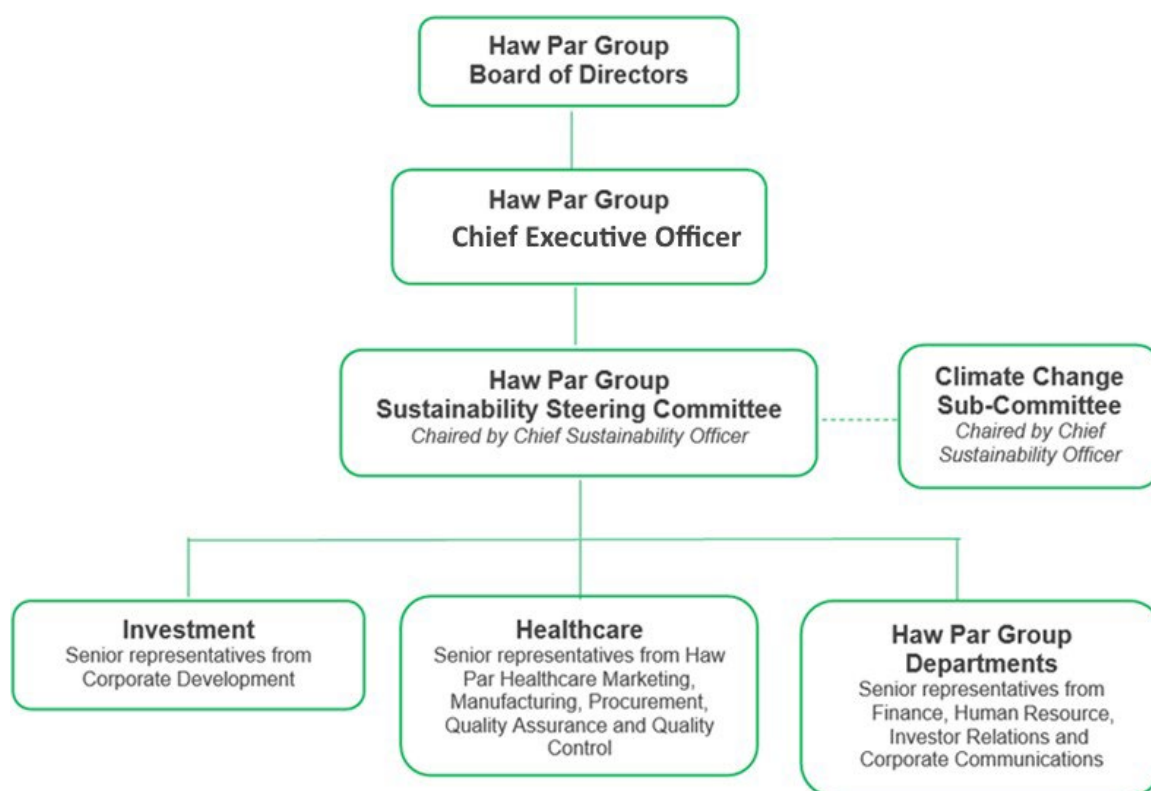 Haw Par Group
Board of Directors
Haw Par Group
Chief Executive Officer
Haw Par Group
Sustainability Steering Committee
Chaired by Chief Sustainability Officer
Climate Change
Sub-Committee
Chaired by Chief
Sustainability Officer
Investment
Senior representatives from
Corporate Development
Healthcare
Senior representatives from Haw
Par Healthcare Marketing,
Manufacturing, Procurement,
Quality Assurance and Quality
Control
Haw Par Group
Departments
Senior representatives from
Finance, Human Resource,
Investor Relations and
Corporate Communications